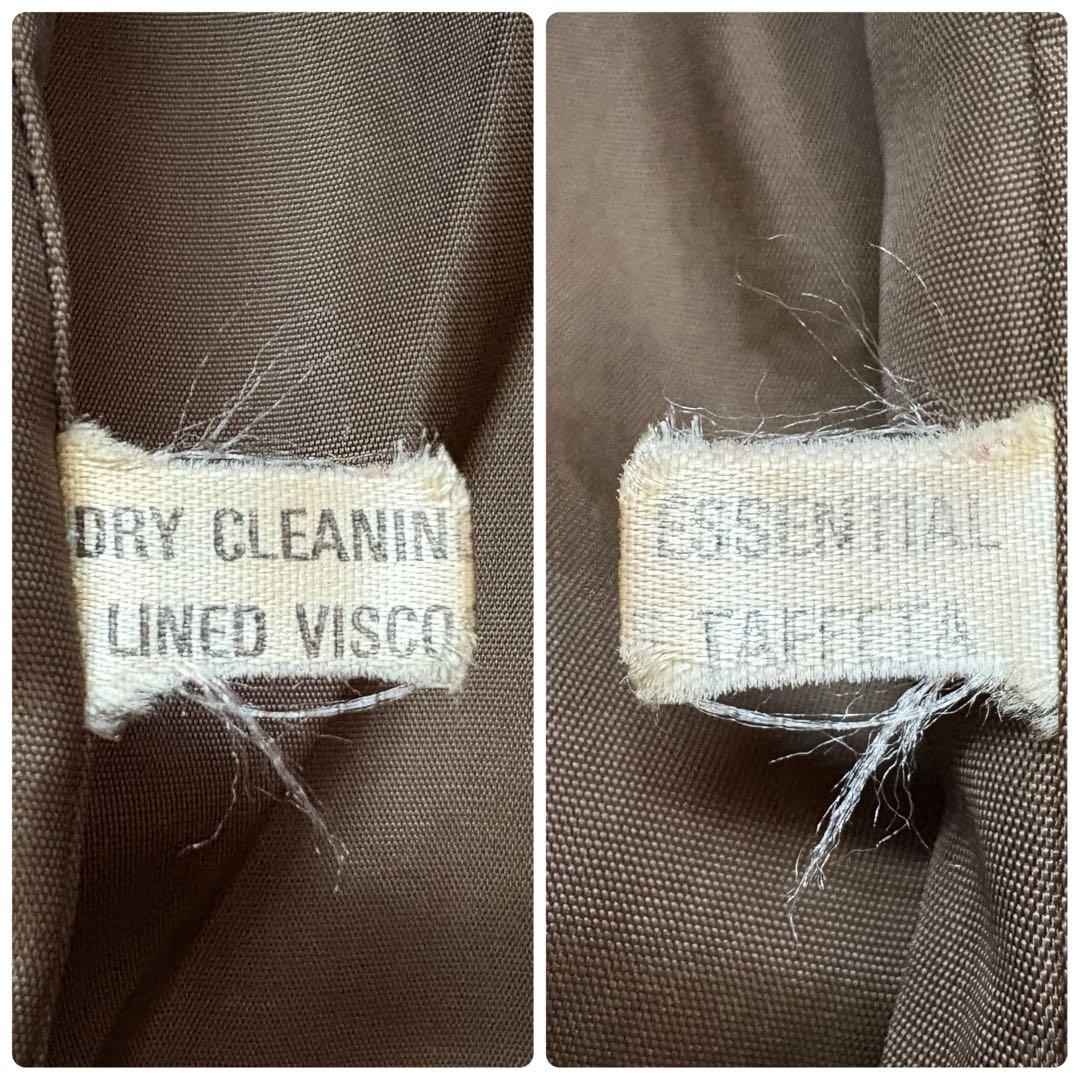 DRY CLEANIN
LINED VISCO
ESSENTIAL
TAFFETA